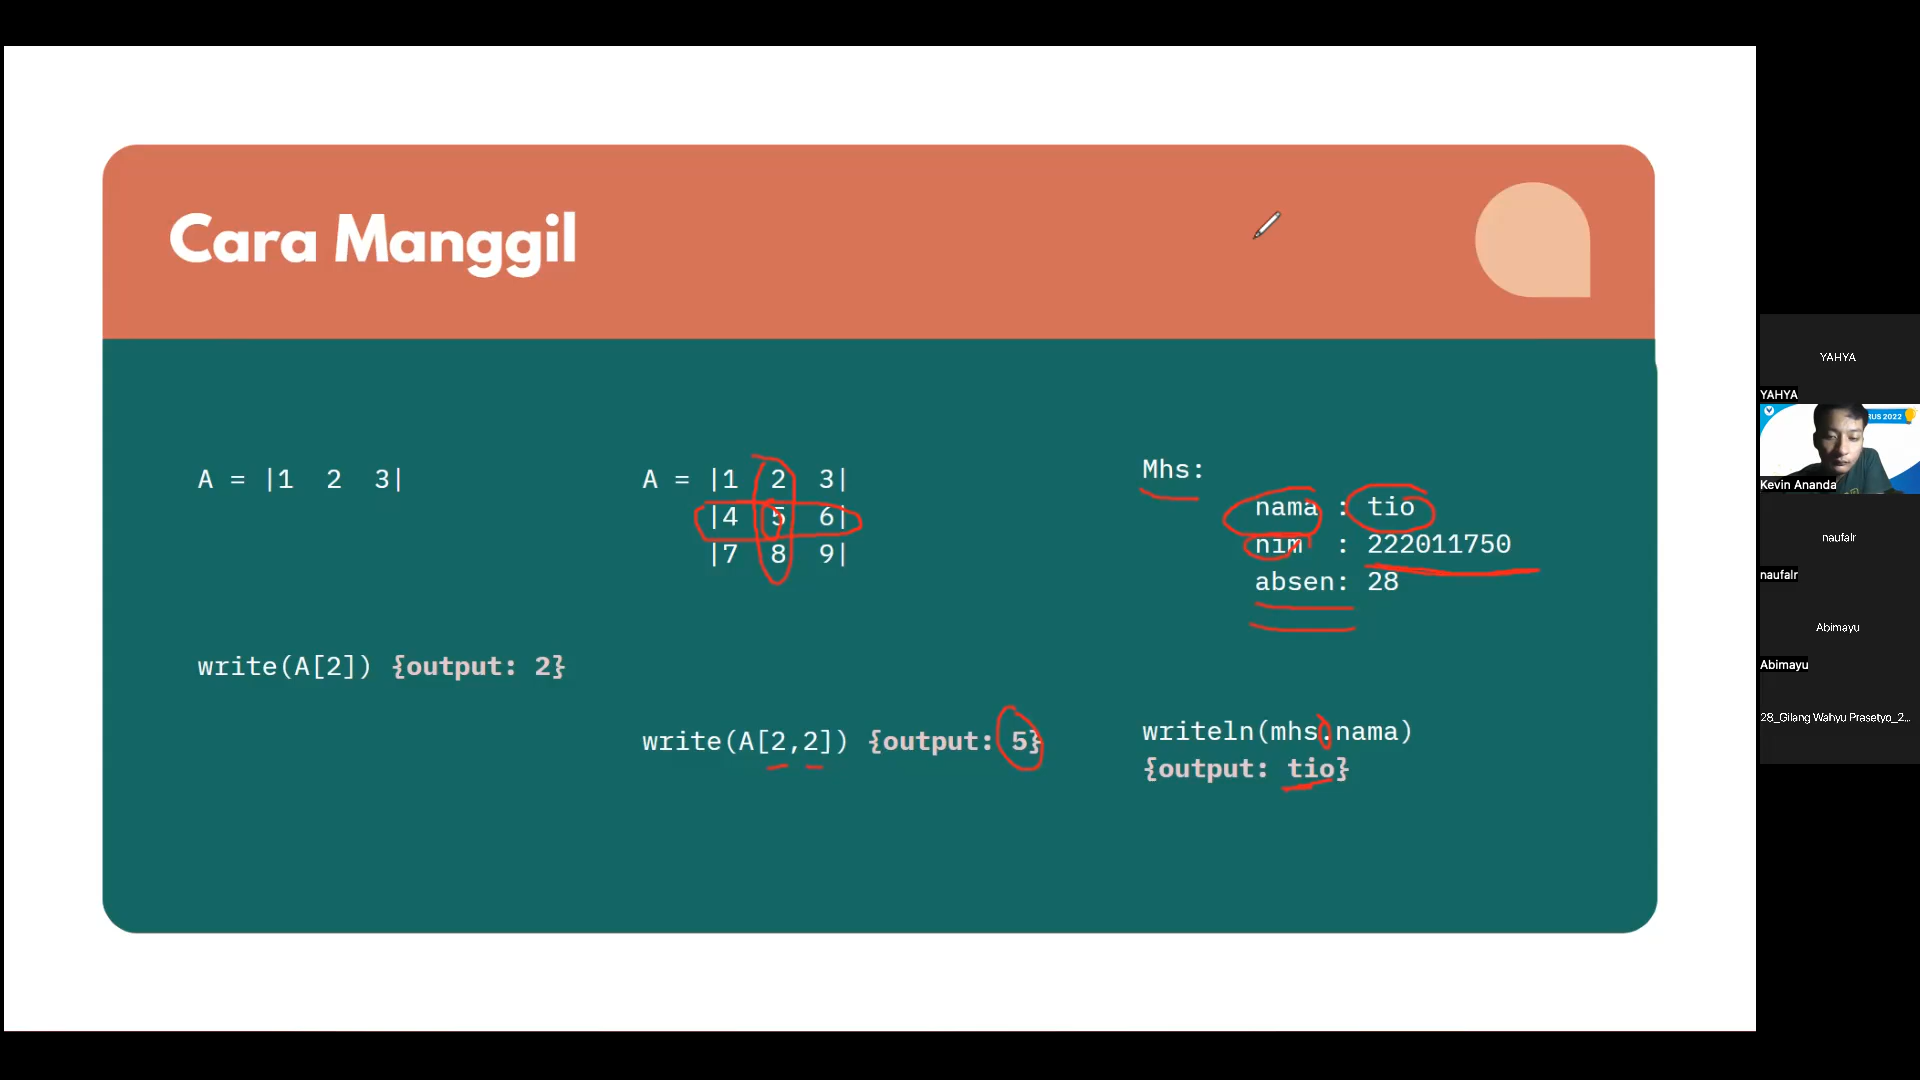 Cara Manggil
A = |1 2 3|
write(A[2]) {output: 2}
A = |1 2 3|
|4 5 6|
|7 8 9|
write(A[2,2]) {output: 5}
Mhs:
nama : tio
nim : 222011750
absen: 28
writeln(mhs.nama)
{output: tio}
YAHYA
YAHYA
RUS 2022
Kevin Ananda
naufalr
naufalr
Abimayu
Abimayu
28_Gilang Wahyu Prasetyo_2...